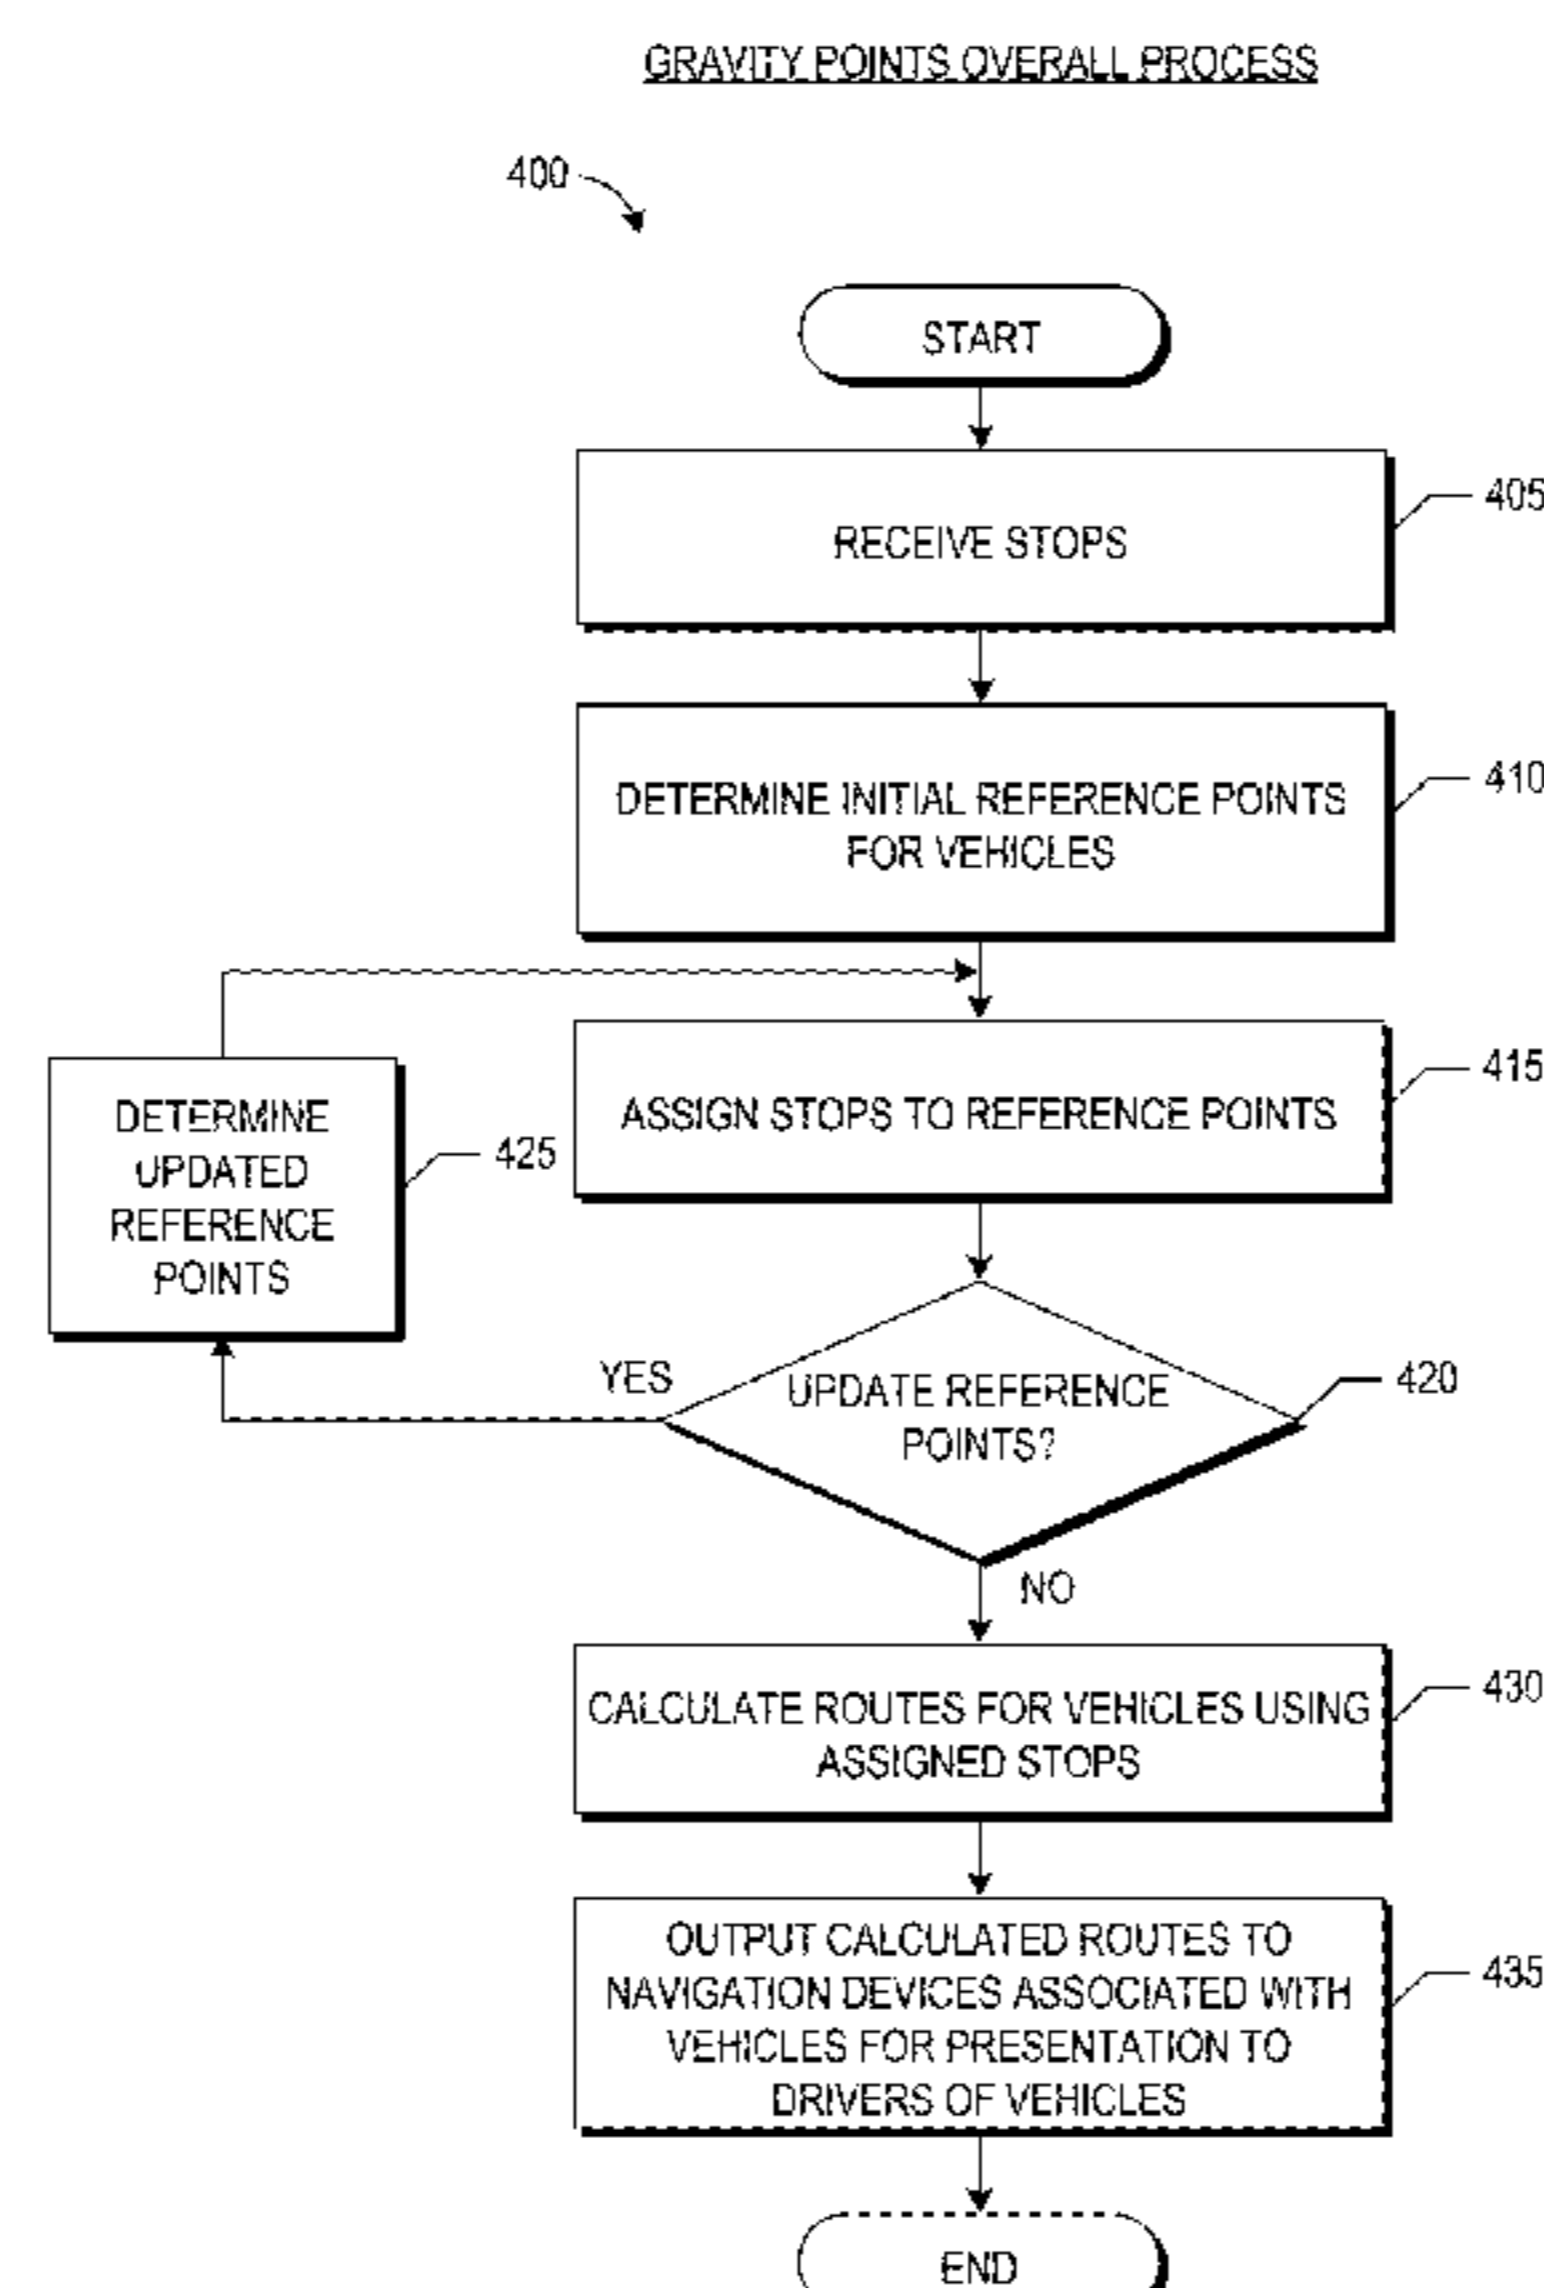 GRAVITY POINTS OVERALL PROCESS
400
START
RECEIVE STOPS
405
DETERMINE INITIAL REFERENCE POINTS
FOR VEHICLES
410
ASSIGN STOPS TO REFERENCE POINTS
415
DETERMINE
UPDATED
REFERENCE
POINTS
425
UPDATE REFERENCE
POINTS?
420
YES
NO
CALCULATE ROUTES FOR VEHICLES USING
ASSIGNED STOPS
430
OUTPUT CALCULATED ROUTES TO
NAVIGATION DEVICES ASSOCIATED WITH
VEHICLES FOR PRESENTATION TO
DRIVERS OF VEHICLES
435
END